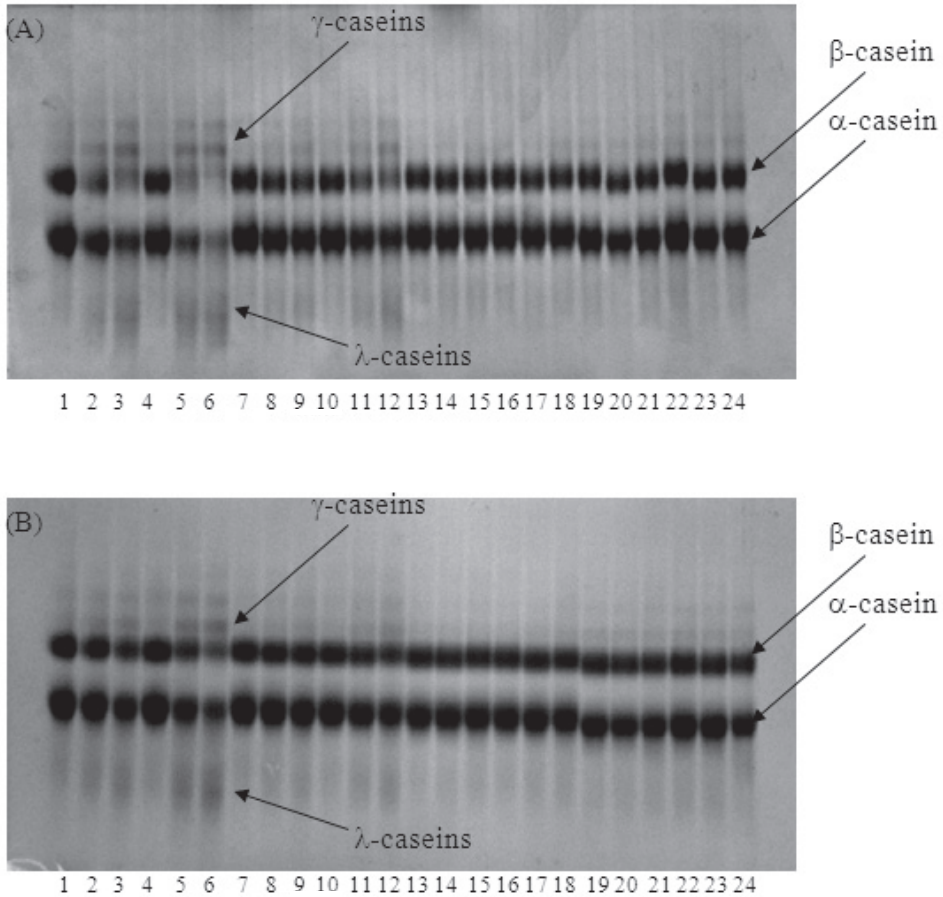 (A)
γ-caseins
β-casein
α-casein
λ-caseins
1 2 3 4 5 6 7 8 9 10 11 12 13 14 15 16 17 18 19 20 21 22 23 24
(B)
γ-caseins
β-casein
α-casein
λ-caseins
1 2 3 4 5 6 7 8 9 10 11 12 13 14 15 16 17 18 19 20 21 22 23 24